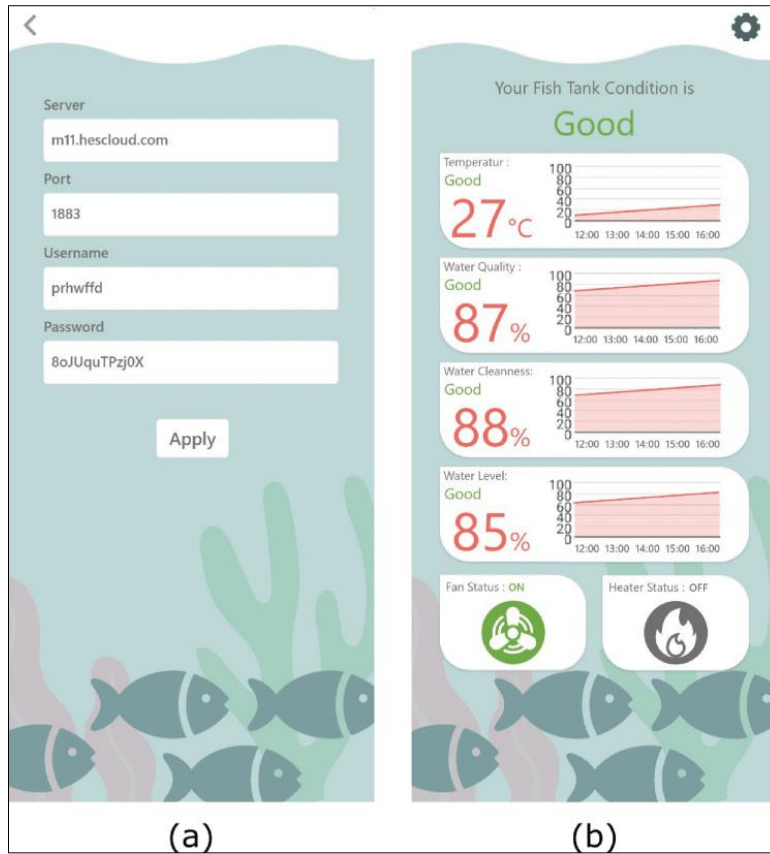 Server
m11.hescloud.com
Port
1883
Username
prhwffd
Password
8oJUquTPzj0X
Apply
(a)
Your Fish Tank Condition is
Good
Temperatur :
Good
27°C
100
80
60
40
20
0
12:00 13:00 14:00 15:00 16:00
Water Quality :
Good
87%
100
80
60
40
20
0
12:00 13:00 14:00 15:00 16:00
Water Cleanness:
Good
88%
100
80
60
40
20
0
12:00 13:00 14:00 15:00 16:00
Water Level:
Good
85%
100
80
60
40
20
0
12:00 13:00 14:00 15:00 16:00
Fan Status : ON
Heater Status : OFF
(b)